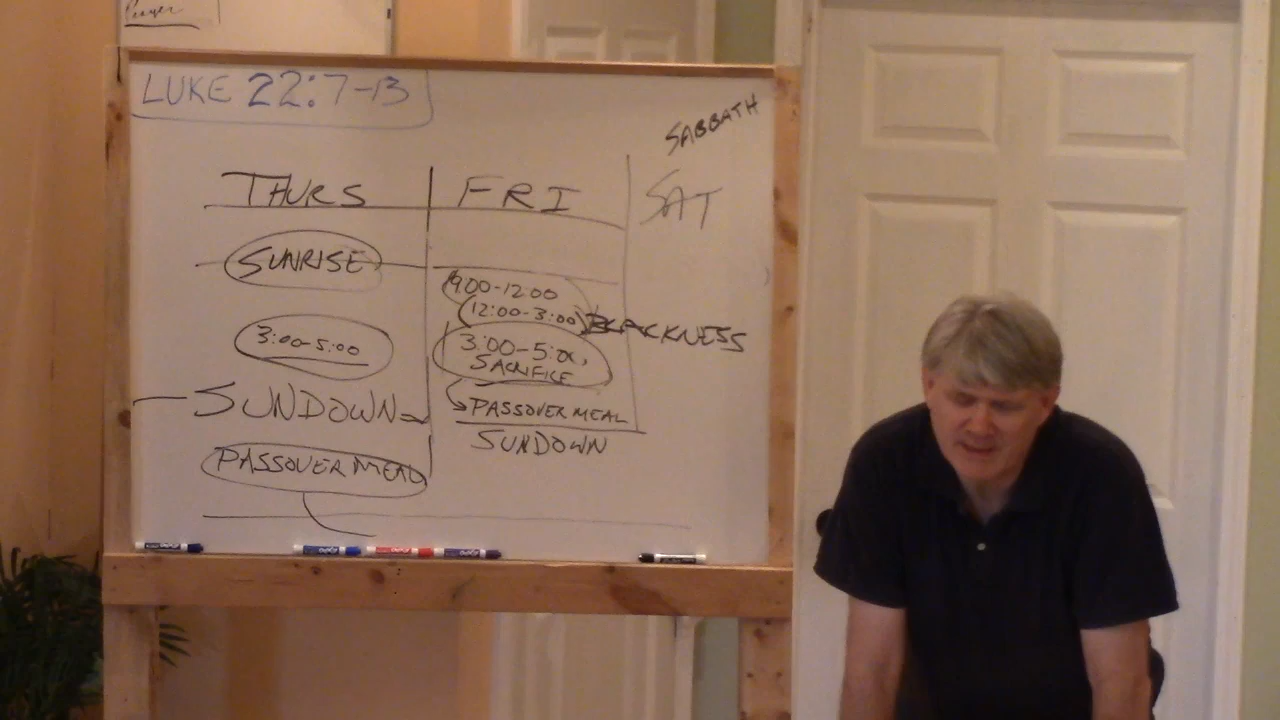 Prayer
LUKE 22:7-13
SABBATH
THURS FRI SAT
SUNRISE
9:00-12:00
12:00-3:00 BLACKNESS
3:00-5:00 3:00-5:00
SACRIFICE
SUNDOWN PASSOVER MEAL
SUNDOWN
PASSOVER MEAL